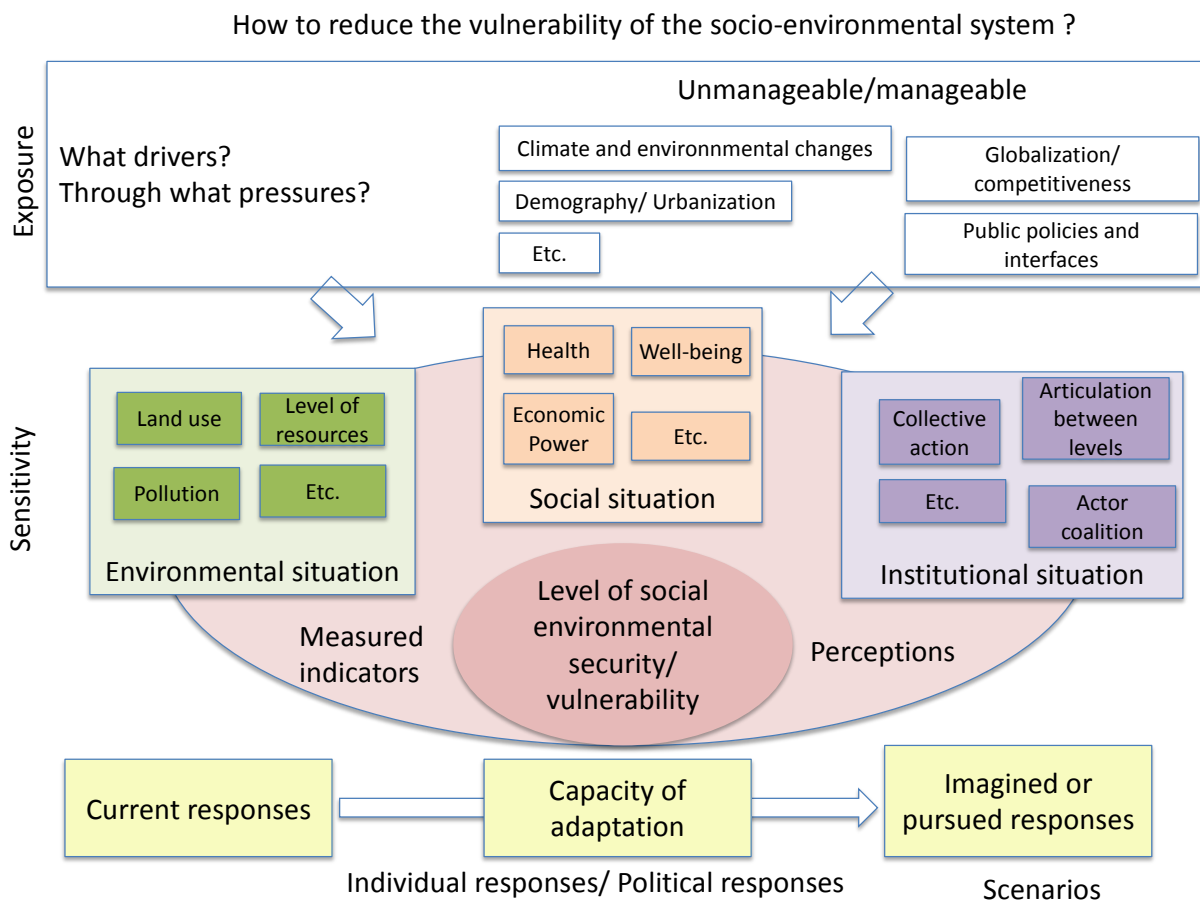 How to reduce the vulnerability of the socio-environmental system ?
Exposure
Unmanageable/manageable
What drivers?
Through what pressures?
Climate and environnmental changes
Demography/ Urbanization
Etc.
Globalization/
competitiveness
Public policies and
interfaces
Sensitivity
Land use
Level of
resources
Pollution
Etc.
Environmental situation
Health
Well-being
Economic
Power
Etc.
Social situation
Collective
action
Articulation
between
levels
Etc.
Actor
coalition
Institutional situation
Measured
indicators
Level of social
environmental
security/
vulnerability
Perceptions
Current responses
Capacity of
adaptation
Imagined or
pursued responses
Individual responses/ Political responses
Scenarios